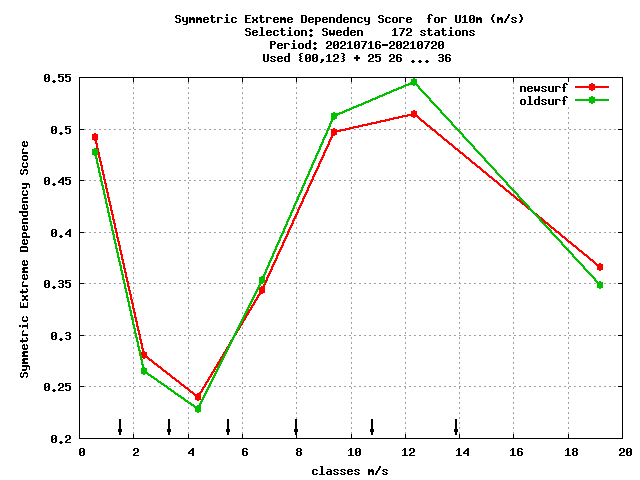 Symmetric Extreme Dependency Score  for U10m (m/s)
Selection: Sweden    172 stations
Period: 20210716-20210720
Used {00,12} + 25 26 ... 36
newsurf
oldsurf
Symmetric Extreme Dependency Score
0.55
0.5
0.45
0.4
0.35
0.3
0.25
0.2
0 2 4 6 8 10 12 14 16 18 20
classes m/s